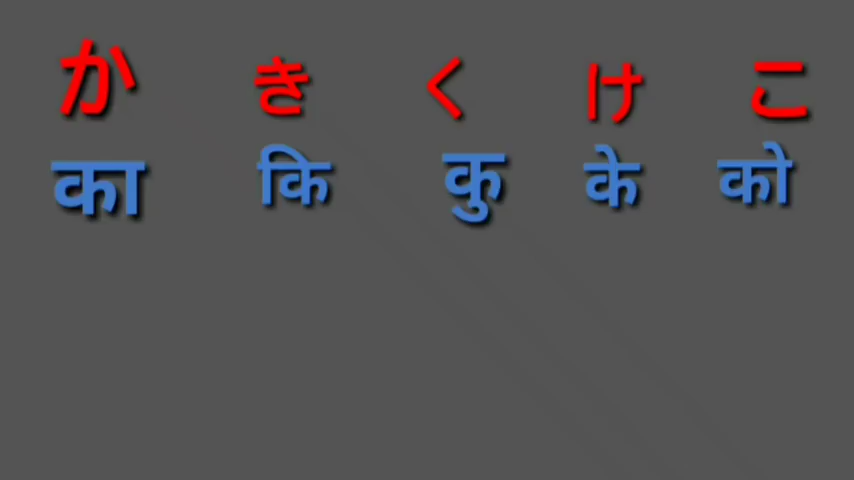 か き く け こ
का कि कु के को